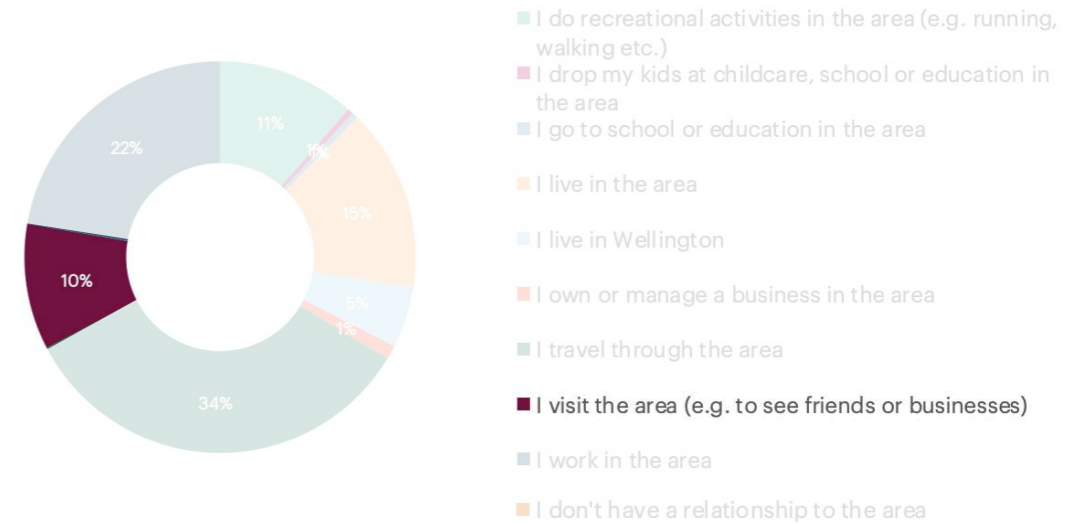 I do recreational activities in the area (e.g. running,
walking etc.)
I drop my kids at childcare, school or education in
the area
I go to school or education in the area
I live in the area
I live in Wellington
I own or manage a business in the area
I travel through the area
I visit the area (e.g. to see friends or businesses)
I work in the area
I don't have a relationship to the area
11%
1%
1%
15%
5%
1%
34%
10%
22%